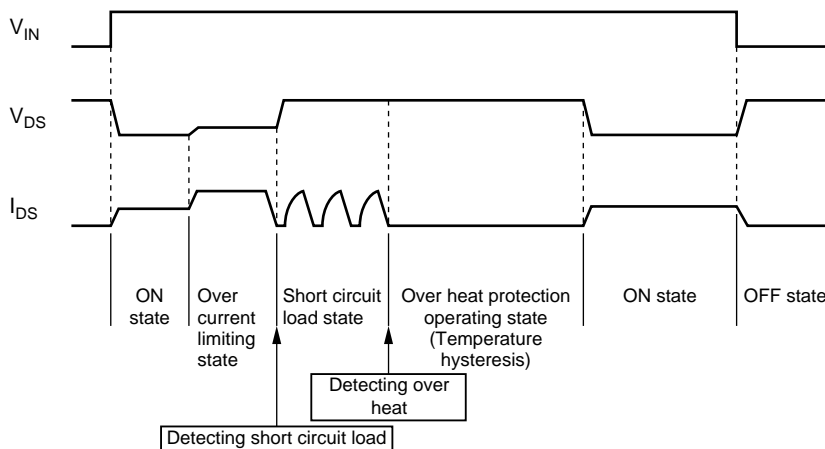 VIN
VDS
IDS
ON
state
Over
current
limiting
state
Short circuit
load state
Over heat protection
operating state
(Temperature
hysteresis)
ON state
OFF state
Detecting over
heat
Detecting short circuit load